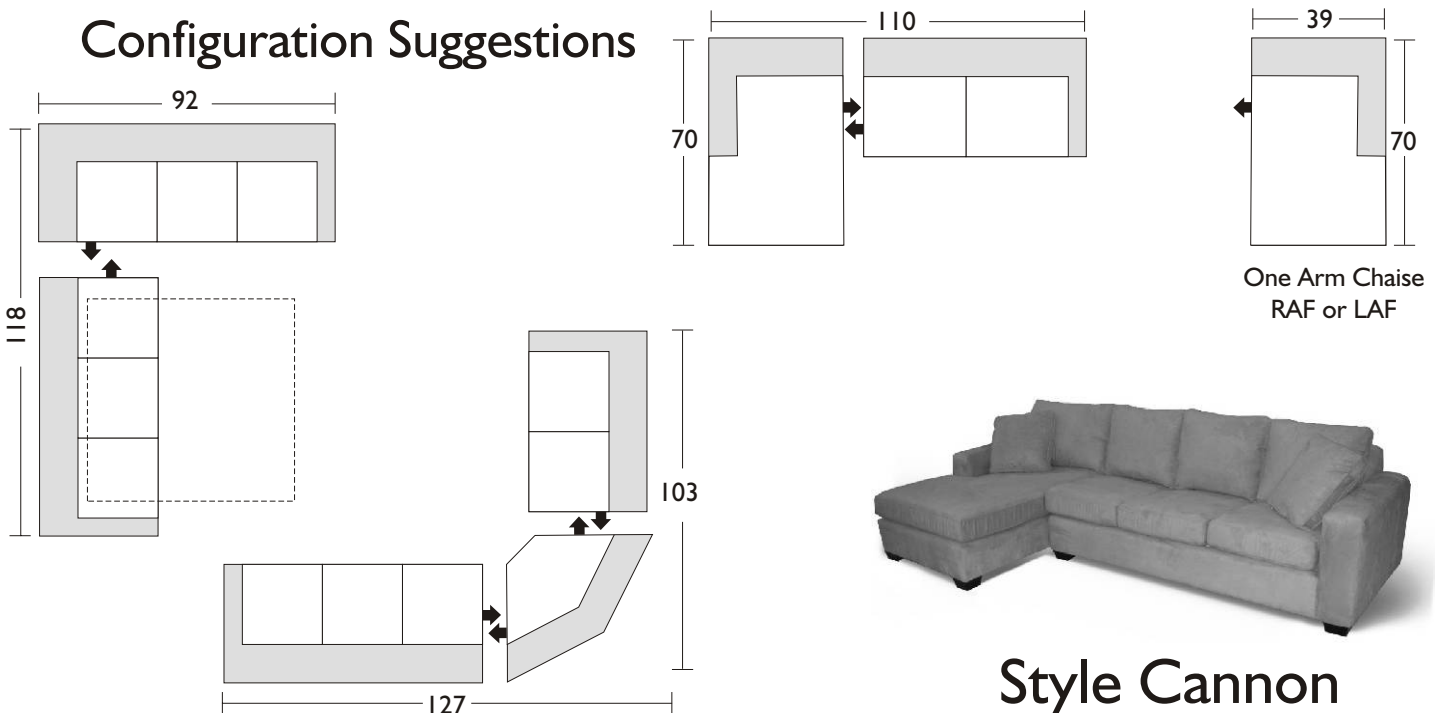 Configuration Suggestions
92
118
110
70
39
70
One Arm Chaise
RAF or LAF
103
127
Style Cannon